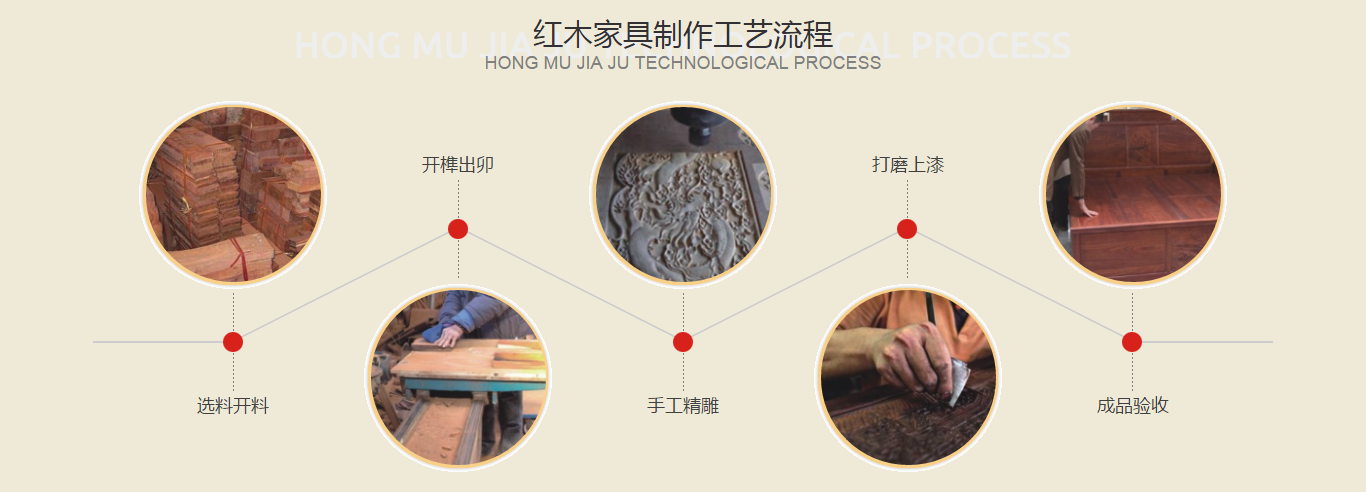 红木家具制作工艺流程
HONG MU JIA JU TECHNOLOGICAL PROCESS
HONG MU JIA JU TECHNOLOGICAL PROCESS
开榫出卯
打磨上漆
选料开料
手工精雕
成品验收